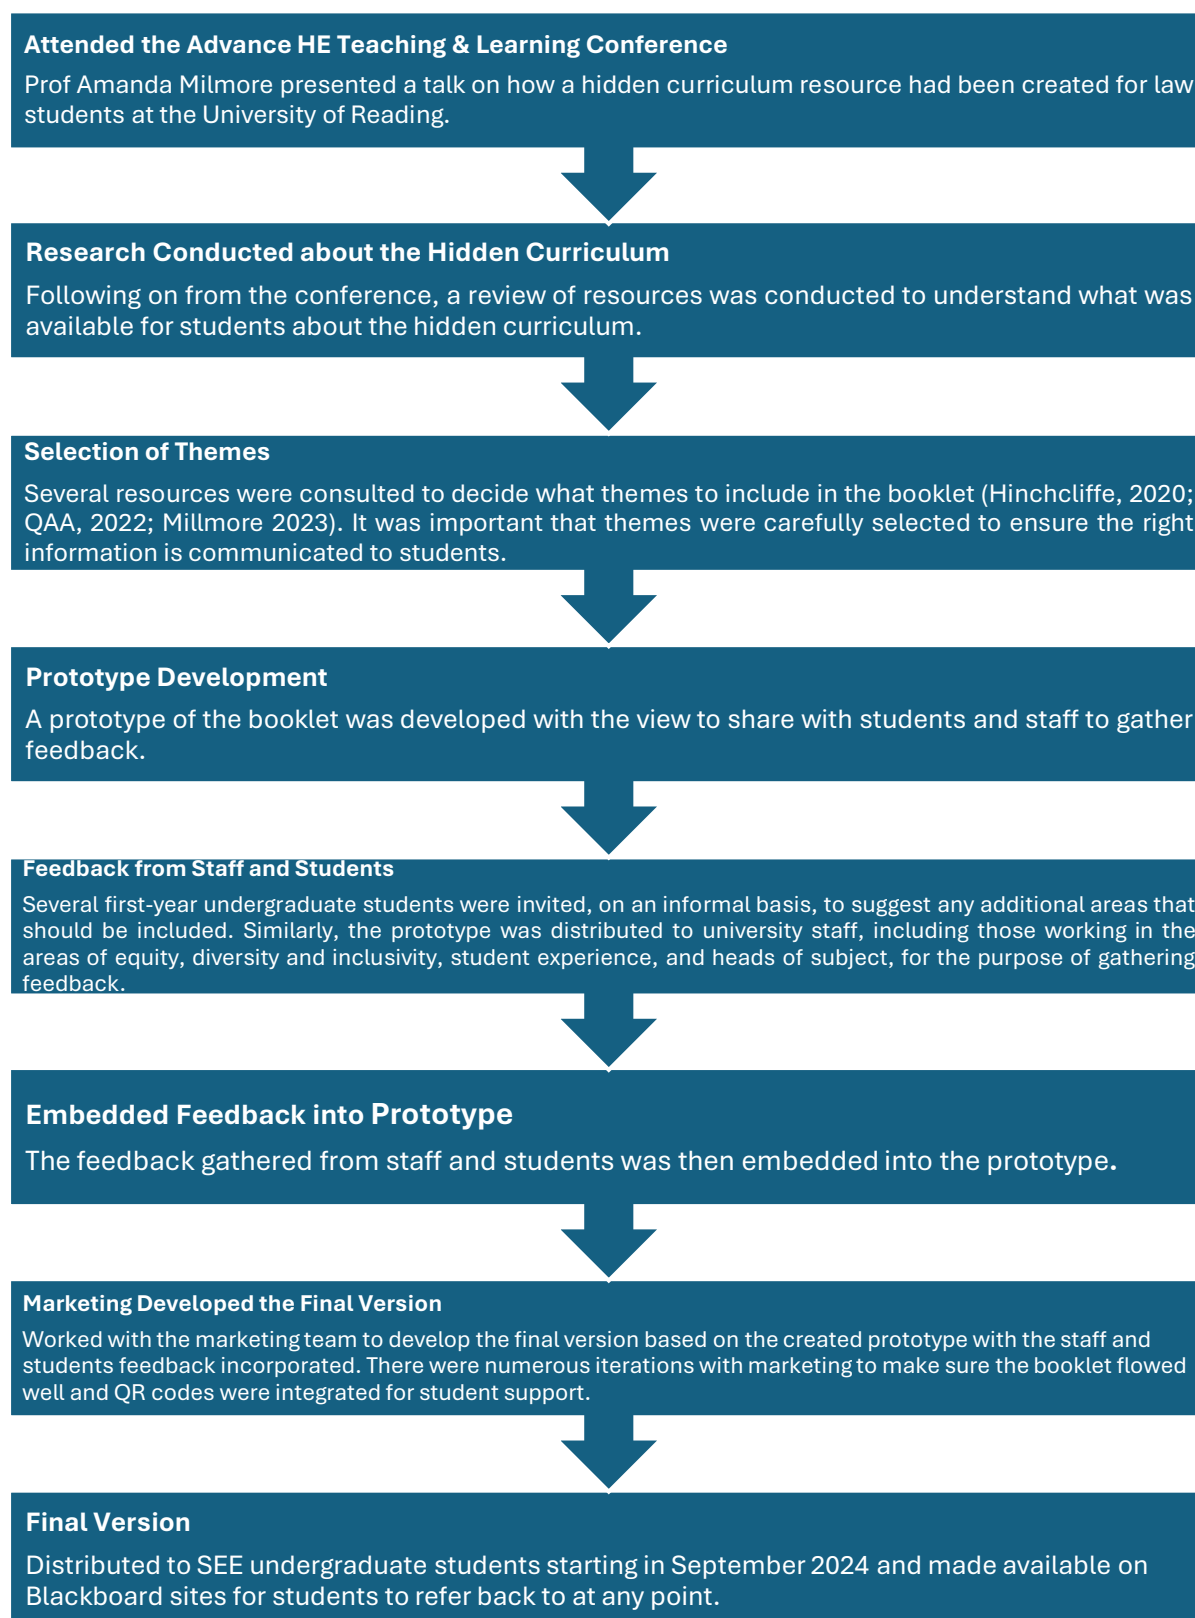 Attended the Advance HE Teaching & Learning Conference
Prof Amanda Milmore presented a talk on how a hidden curriculum resource had been created for law
students at the University of Reading.
Research Conducted about the Hidden Curriculum
Following on from the conference, a review of resources was conducted to understand what was
available for students about the hidden curriculum.
Selection of Themes
Several resources were consulted to decide what themes to include in the booklet (Hinchcliffe, 2020;
QAA, 2022; Millmore 2023). It was important that themes were carefully selected to ensure the right
information is communicated to students.
Prototype Development
A prototype of the booklet was developed with the view to share with students and staff to gather
feedback.
Feedback from Staff and Students
Several first-year undergraduate students were invited, on an informal basis, to suggest any additional areas that
should be included. Similarly, the prototype was distributed to university staff, including those working in the
areas of equity, diversity and inclusivity, student experience, and heads of subject, for the purpose of gathering
feedback.
Embedded Feedback into Prototype
The feedback gathered from staff and students was then embedded into the prototype.
Marketing Developed the Final Version
Worked with the marketing team to develop the final version based on the created prototype with the staff and
students feedback incorporated. There were numerous iterations with marketing to make sure the booklet flowed
well and QR codes were integrated for student support.
Final Version
Distributed to SEE undergraduate students starting in September 2024 and made available on
Blackboard sites for students to refer back to at any point.